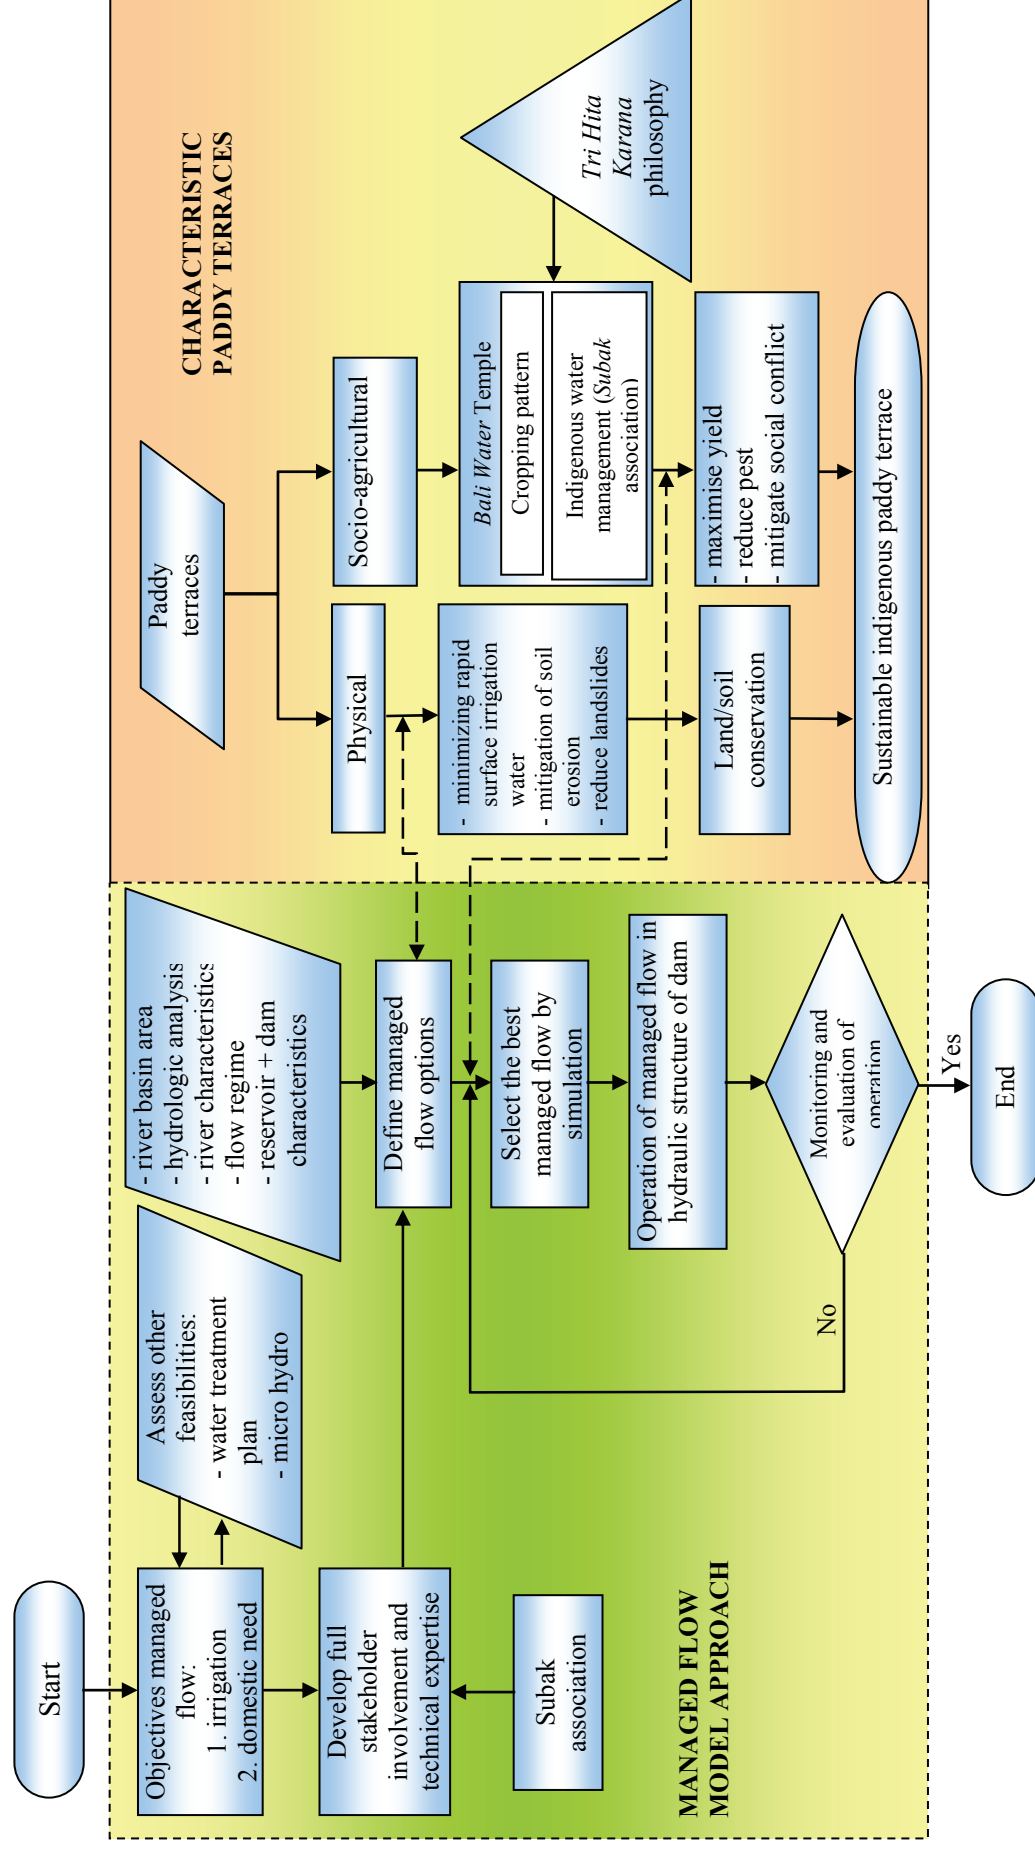 Start
Objectives managed
flow:
1. irrigation
2. domestic need
Assess other
feasibilities:
- water treatment
plan
- micro hydro
- river basin area
- hydrologic analysis
- river characteristics
- flow regime
- reservoir + dam
characteristics
Develop full
stakeholder
involvement and
technical expertise
Subak
association
Define managed
flow options
Select the best
managed flow by
simulation
Operation of managed flow in
hydraulic structure of dam
Monitoring and
evaluation of
operation
No
Yes
End
MANAGED FLOW
MODEL APPROACH
CHARACTERISTIC
PADDY TERRACES
Paddy
terraces
Physical
Socio-agricultural
- minimizing rapid
surface irrigation
water
- mitigation of soil
erosion
- reduce landslides
Bali Water Temple
Cropping pattern
Indigenous water
management (Subak
association)
Tri Hita
Karana
philosophy
Land/soil
conservation
- maximise yield
- reduce pest
- mitigate social conflict
Sustainable indigenous paddy terrace